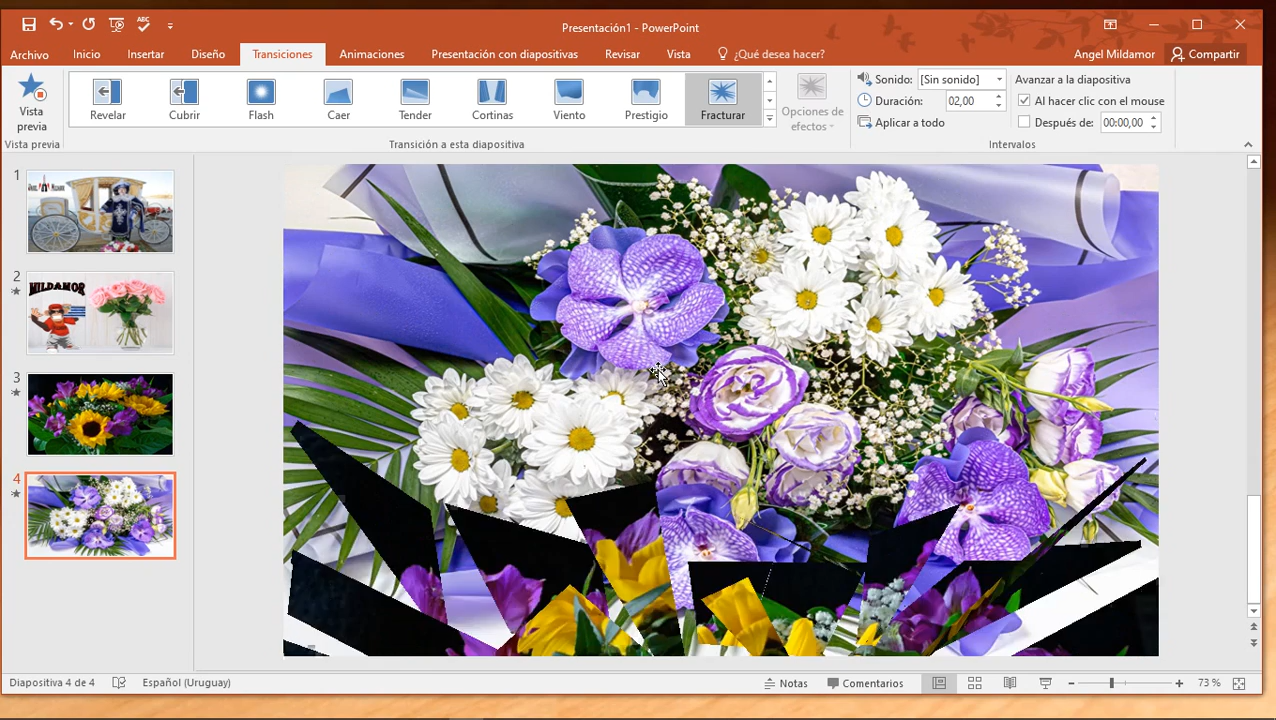 Presentación1 - PowerPoint
Archivo Inicio Insertar Diseño Transiciones Animaciones Presentación con diapositivas Revisar Vista ¿Qué desea hacer? Angel Mildamor Compartir
ABC
Vista previa
Revelar Cubrir Flash Caer Tender Cortinas Viento Prestigio Fracturar
Opciones de efectos
Sonido: [Sin sonido]
Duración: 02,00
Aplicar a todo
Avanzar a la diapositiva
Al hacer clic con el mouse
Después de: 00:00,00
Vista previa Transición a esta diapositiva Intervalos
1
2
MILDAMOR
3
4
Diapositiva 4 de 4 Español (Uruguay) Notas Comentarios 73 %